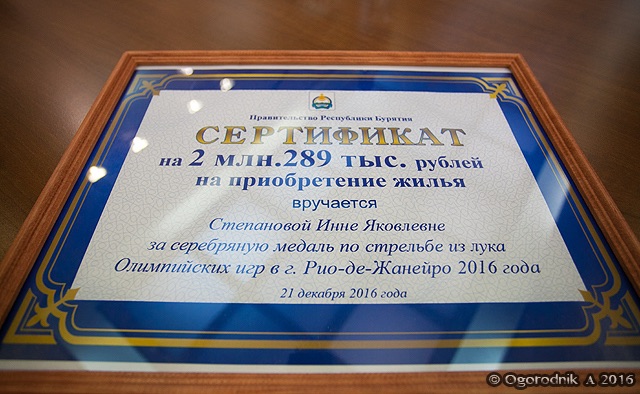 Правительство Республики Бурятия
СЕРТИФИКАТ
на 2 млн.289 тыс. рублей
на приобретение жилья
вручается
Степановой Инне Яковлевне
за серебряную медаль по стрельбе из лука
Олимпийских игр в г. Рио-де-Жанейро 2016 года
21 декабря 2016 года
© Ogorodnik A 2016